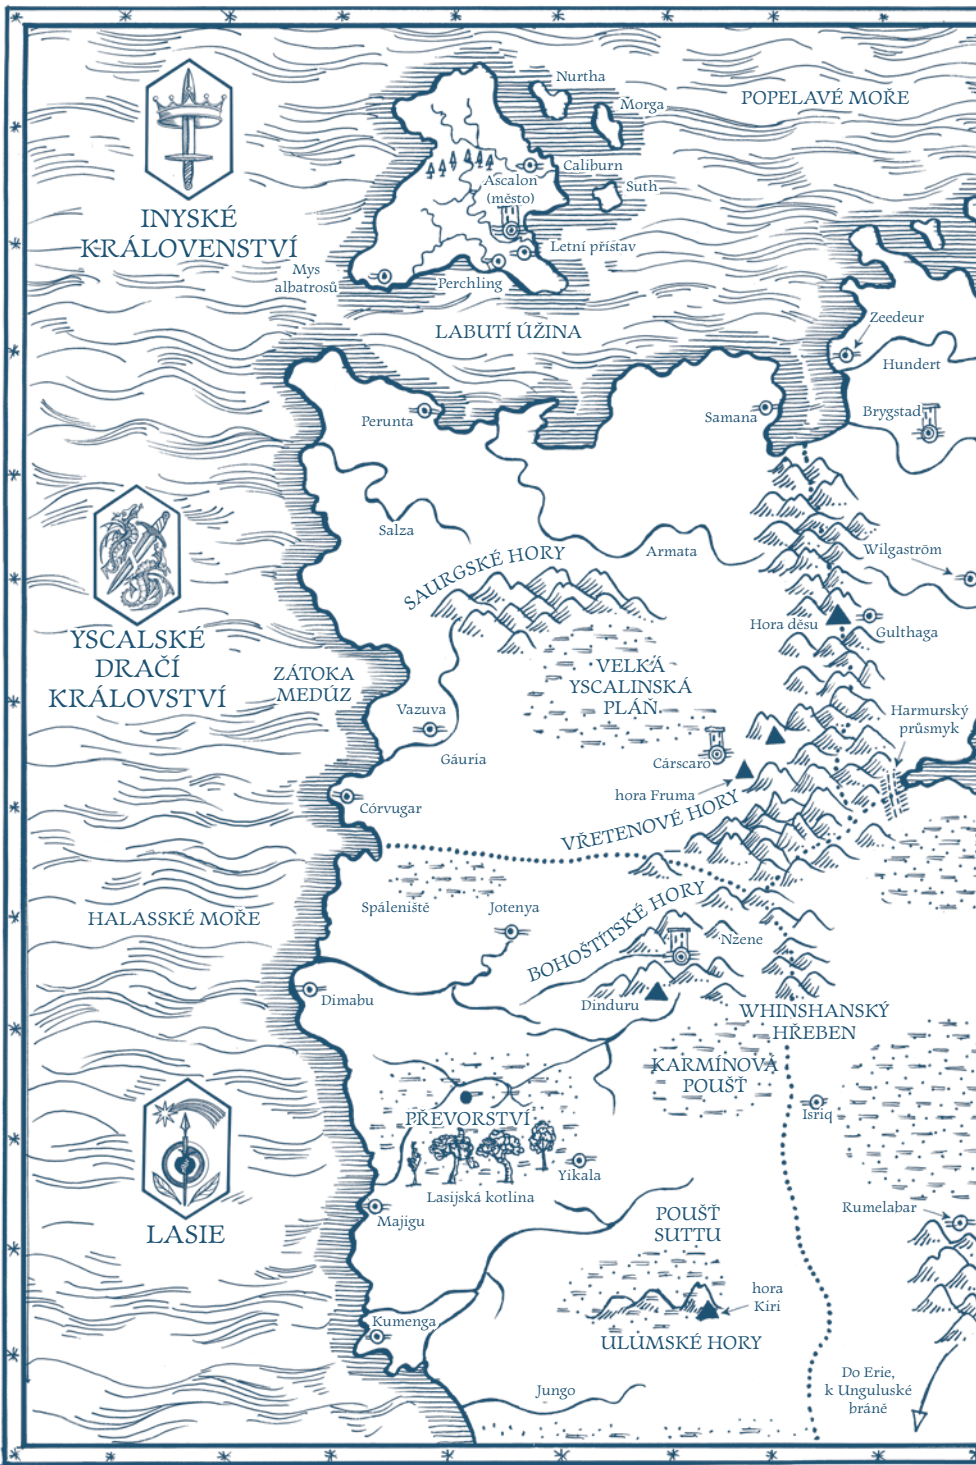 Nurtha
Morga
POPELAVÉ MOŘE
Caliburn
Ascalon
(město)
Suth
INYSKÉ
KRÁLOVENSTVÍ
Letní přístav
Mys
albatrosů
Perchling
LABUTÍ ÚŽINA
Zeedeur
Hundert
Perunta
Samana
Brygstad
Salza
Armata
Wilgastrōm
SAURGSKÉ HORY
Hora děsu
Gulthaga
YSCALSKÉ
DRAČÍ
KRÁLOVSTVÍ
ZÁTOKA
MEDÚZ
VELKÁ
YSCALINSKÁ
PLÁŇ
Vazuva
Harmurský
průsmyk
Gáuria
Cárscaro
hora Fruma
Córvugar
VŘETENOVÉ HORY
Spáleniště
Jotenya
HALASSKÉ MOŘE
BOHOŠTÍTSKÉ HORY
Nzene
Dimabu
Dinduru
WHINSHANSKÝ
HŘEBEN
KARMÍNOVÁ
POUŠŤ
Isriq
PŘEVORSTVÍ
Yikala
Lasijská kotlina
Majigu
LASIE
Rumelabar
POUŠŤ
SUTTU
hora
Kiri
Kumenga
ULUMSKÉ HORY
Do Erie,
k Unguluské
bráně
Jungo